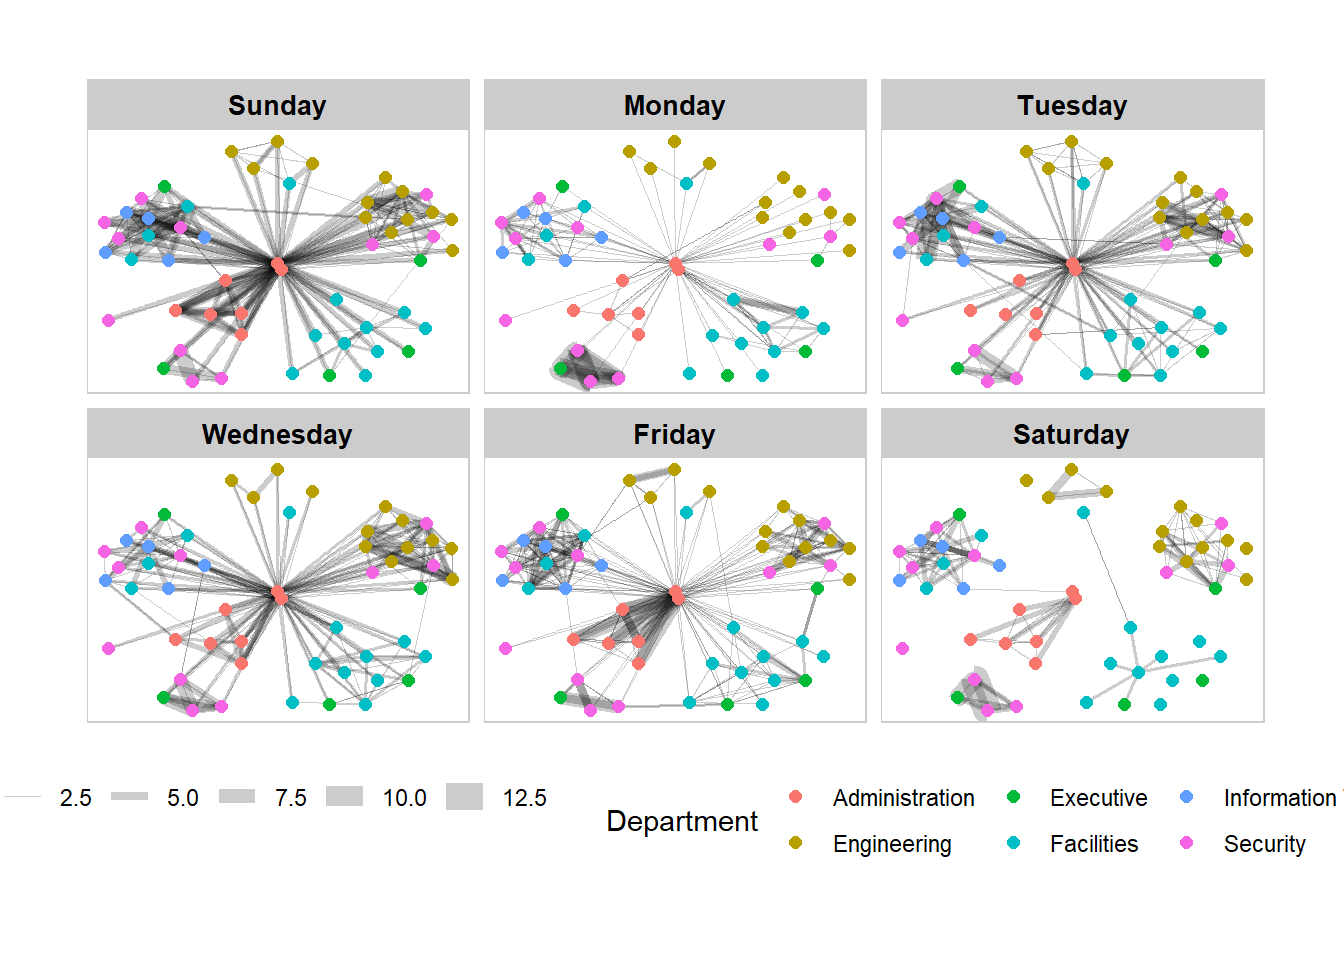 Sunday Monday Tuesday
Wednesday Friday Saturday
2.5 5.0 7.5 10.0 12.5
Department
Administration Executive Information
Engineering Facilities Security